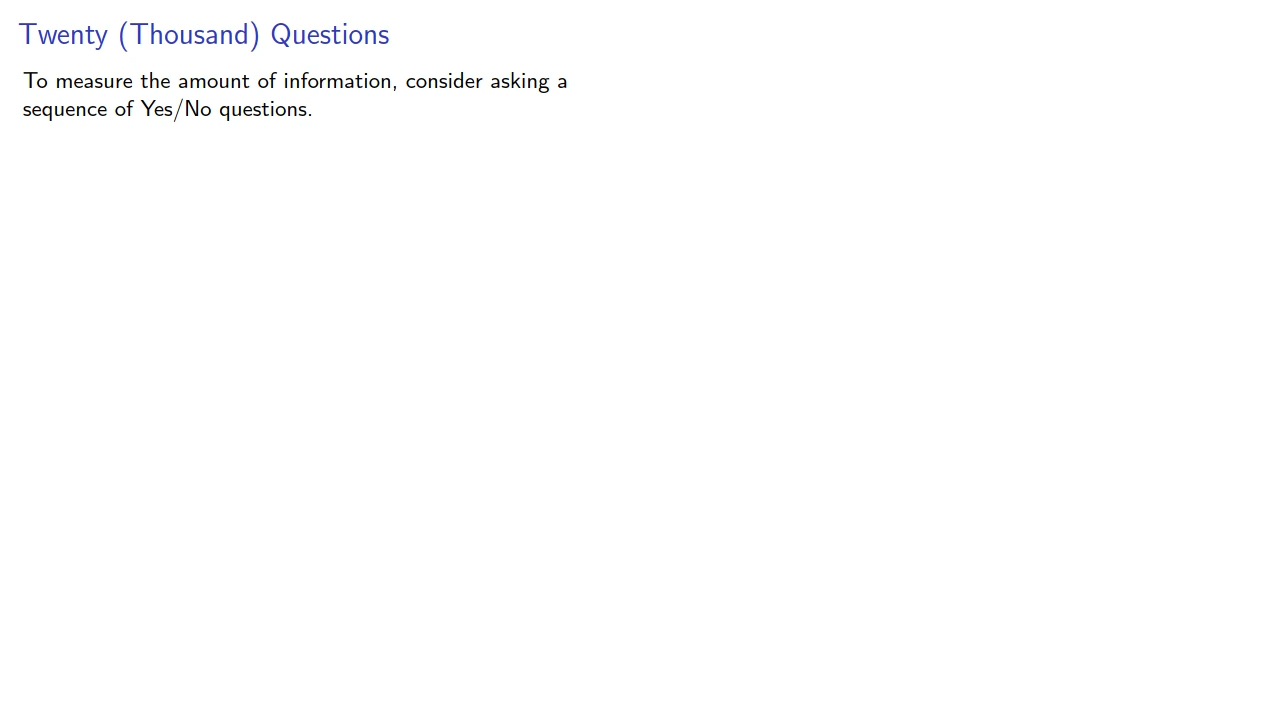 Twenty (Thousand) Questions
To measure the amount of information, consider asking a
sequence of Yes/No questions.